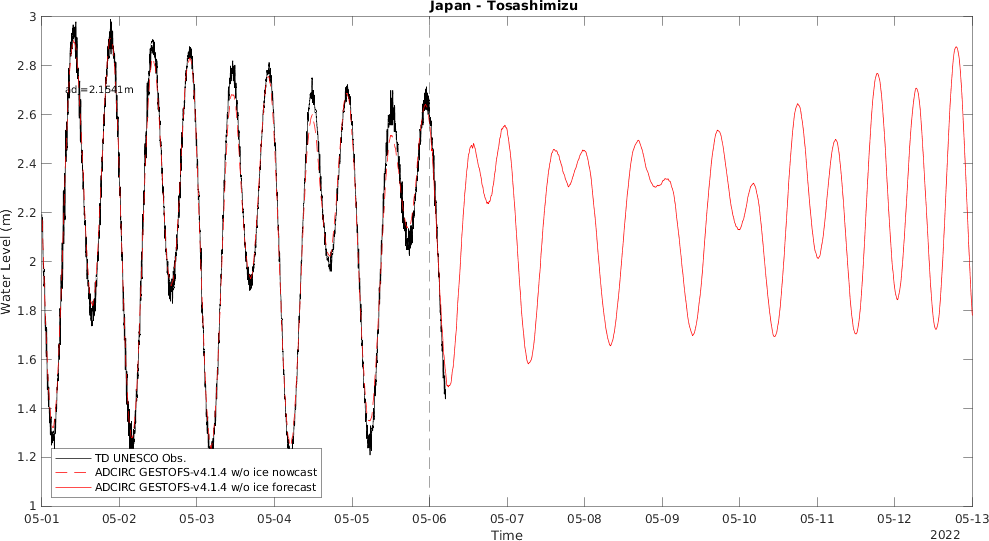 Japan - Tosashimizu
Water Level (m)
3
2.8
2.6
2.4
2.2
2
1.8
1.6
1.4
1.2
1
ad =2.1541m
TD UNESCO Obs.
ADCIRC GESTOFS-v4.1.4 w/o ice nowcast
ADCIRC GESTOFS-v4.1.4 w/o ice forecast
05-01 05-02 05-03 05-04 05-05 05-06 05-07 05-08 05-09 05-10 05-11 05-12 05-13
Time
2022